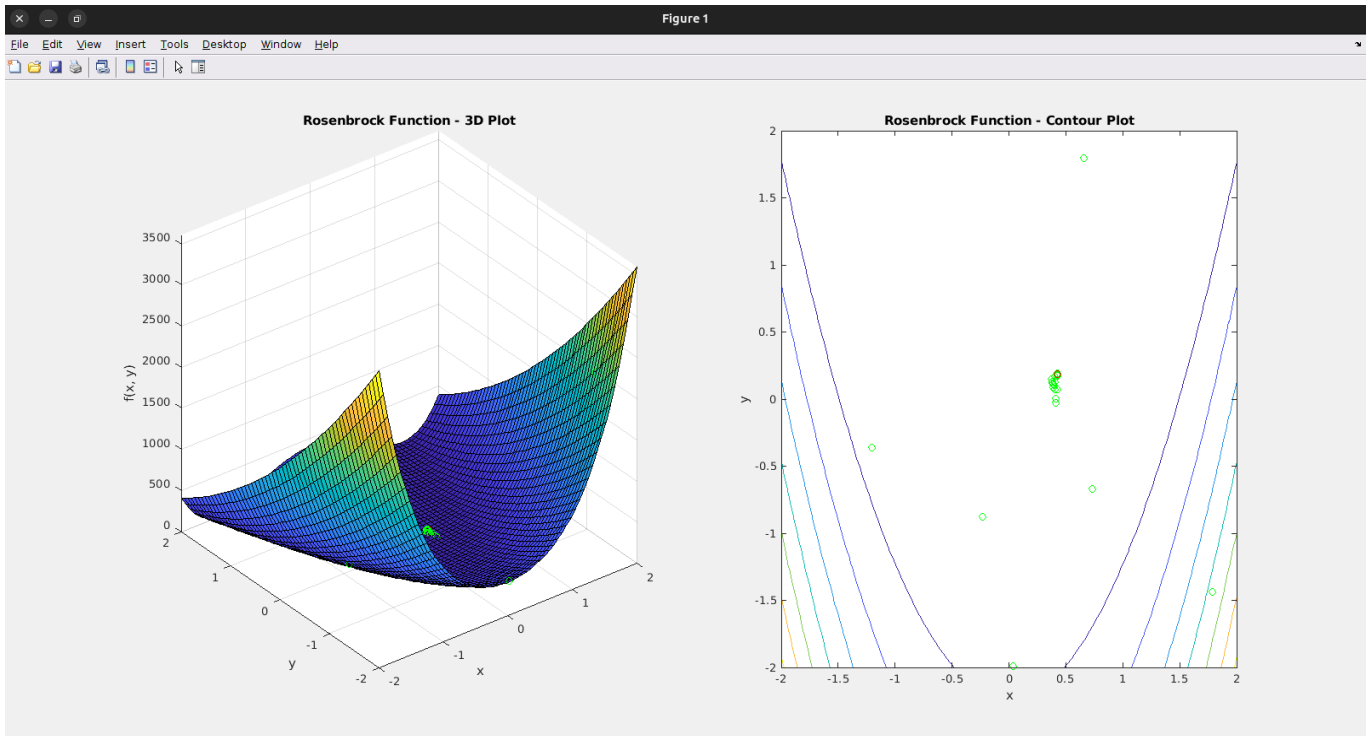 Figure 1
File Edit View Insert Tools Desktop Window Help
Rosenbrock Function - 3D Plot
3500
3000
2500
2000
1500
1000
500
0
f(x, y)
2
1
0
-1
-2
y
-2
-1
0
1
2
x
Rosenbrock Function - Contour Plot
2
1.5
1
0.5
0
-0.5
-1
-1.5
-2
y
-2 -1.5 -1 -0.5 0 0.5 1 1.5 2
x